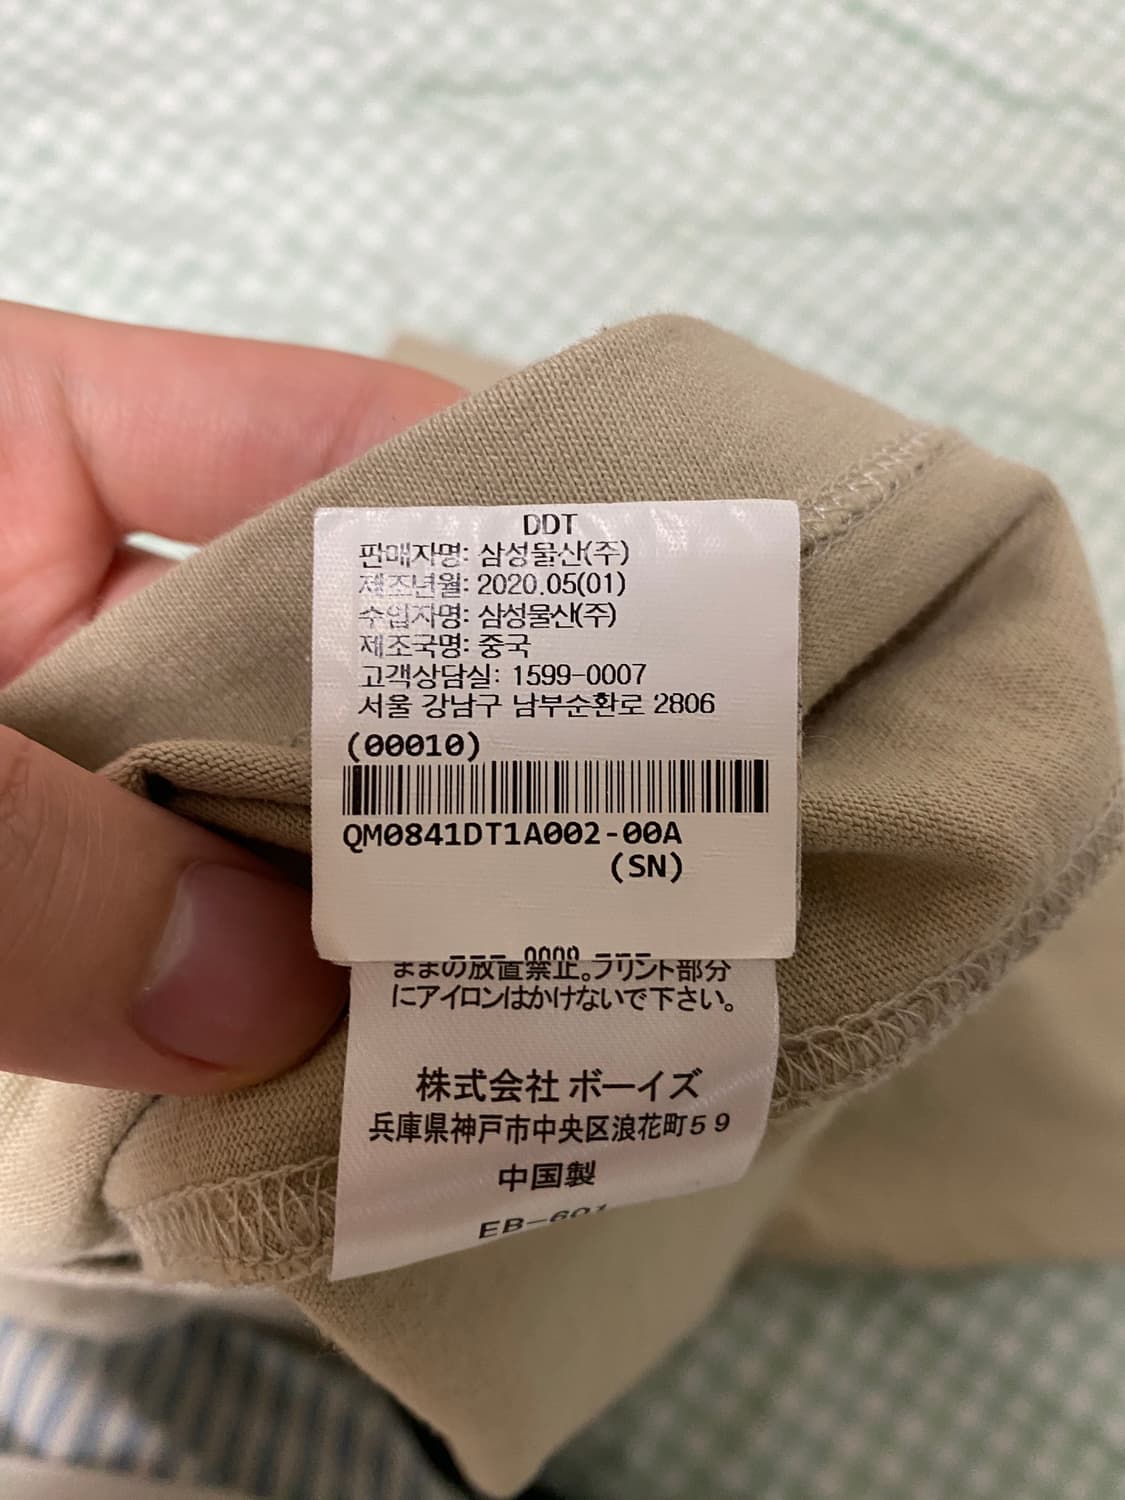 DDT
판매자명: 삼성물산(주)
제조년월: 2020.05(01)
수입자명: 삼성물산(주)
제조국명: 중국
고객상담실: 1599-0007
서울 강남구 남부순환로 2806
(00010)
QM0841DT1A002-00A
(SN)
--- 0000 ---
ままの放置禁止。プリント部分
にアイロンはかけないで下さい。
株式会社 ボーイズ
兵庫県神戸市中央区浪花町59
中国製
EB-601